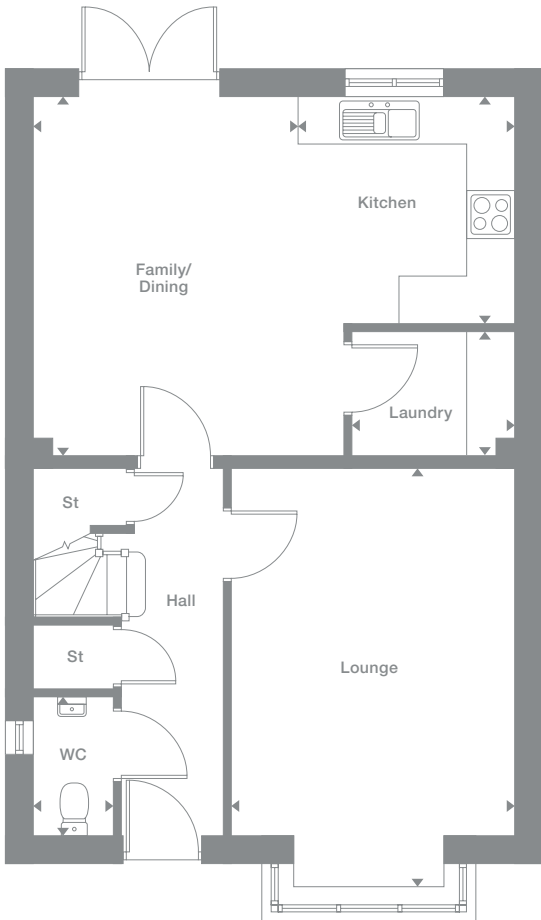 Kitchen
Family/
Dining
Laundry
St
Hall
St
Lounge
WC